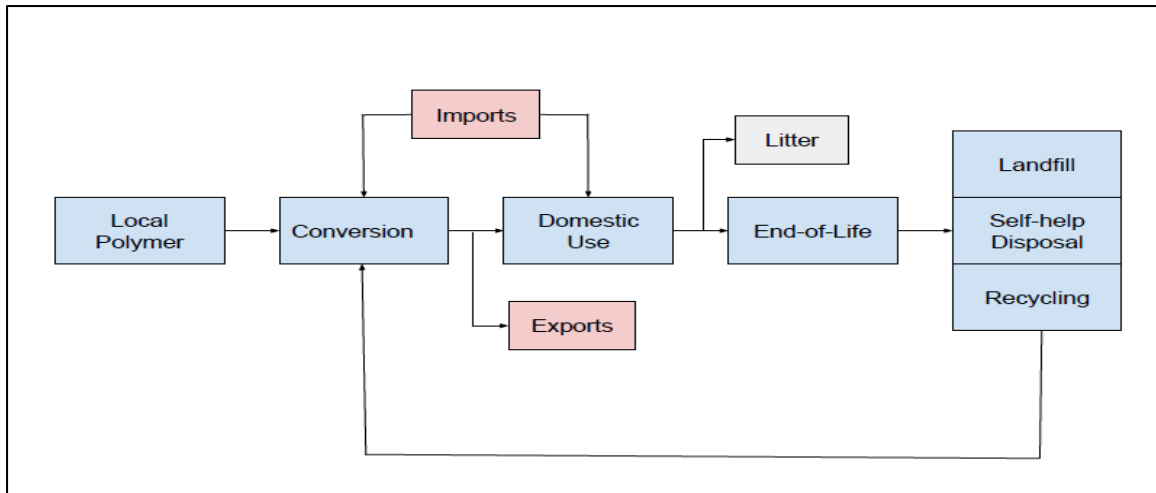 Imports
Litter
Landfill
Local
Polymer
Conversion
Domestic
Use
End-of-Life
Self-help
Disposal
Exports
Recycling